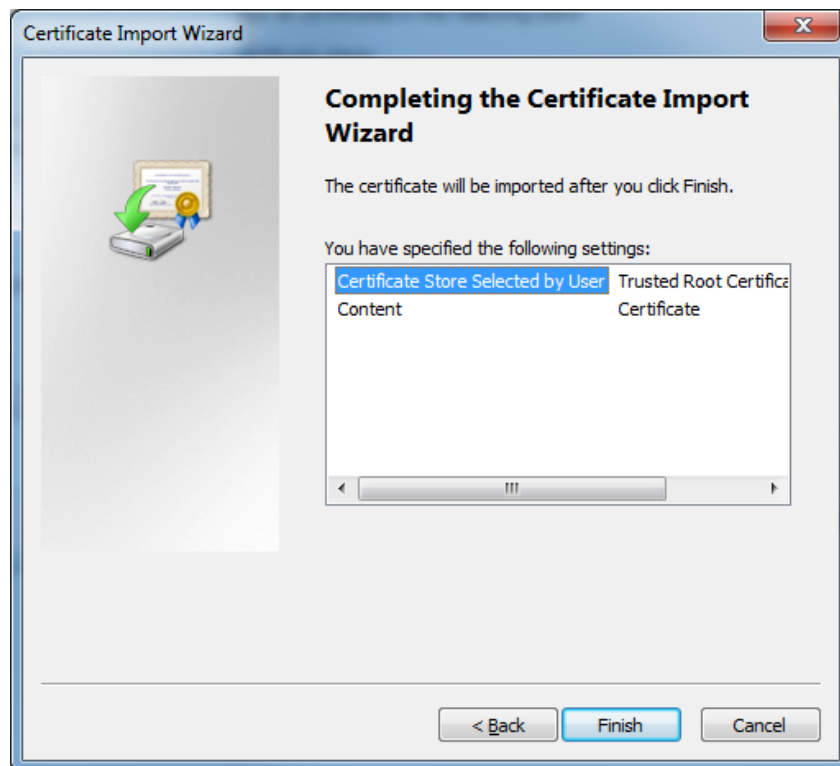 Certificate Import Wizard
Completing the Certificate Import
Wizard
The certificate will be imported after you click Finish.
You have specified the following settings:
Certificate Store Selected by User Trusted Root Certifica
Content Certificate
< Back Finish Cancel